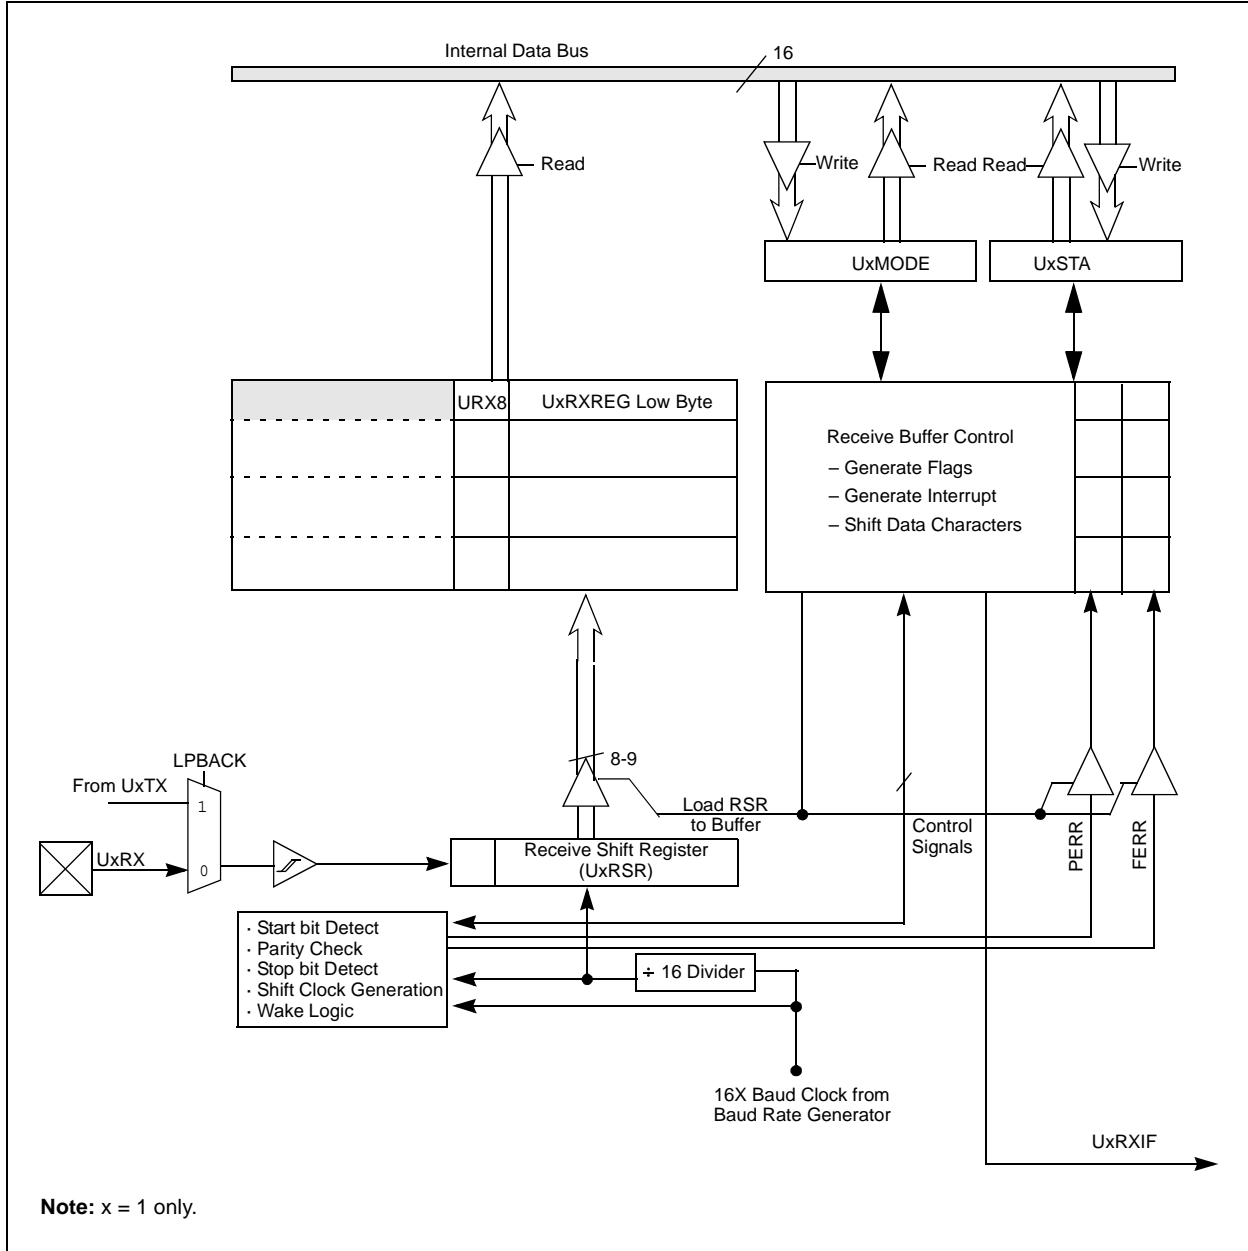 Internal Data Bus
16
Read
Write
Read Read
Write
UxMODE
UxSTA
URX8
UxRXREG Low Byte
Receive Buffer Control
– Generate Flags
– Generate Interrupt
– Shift Data Characters
8-9
LPBACK
From UxTX
1
UxRX
0
Load RSR
to Buffer
Control
Signals
PERR
FERR
Receive Shift Register
(UxRSR)
· Start bit Detect
· Parity Check
· Stop bit Detect
· Shift Clock Generation
· Wake Logic
÷ 16 Divider
16X Baud Clock from
Baud Rate Generator
UxRXIF
Note: x = 1 only.